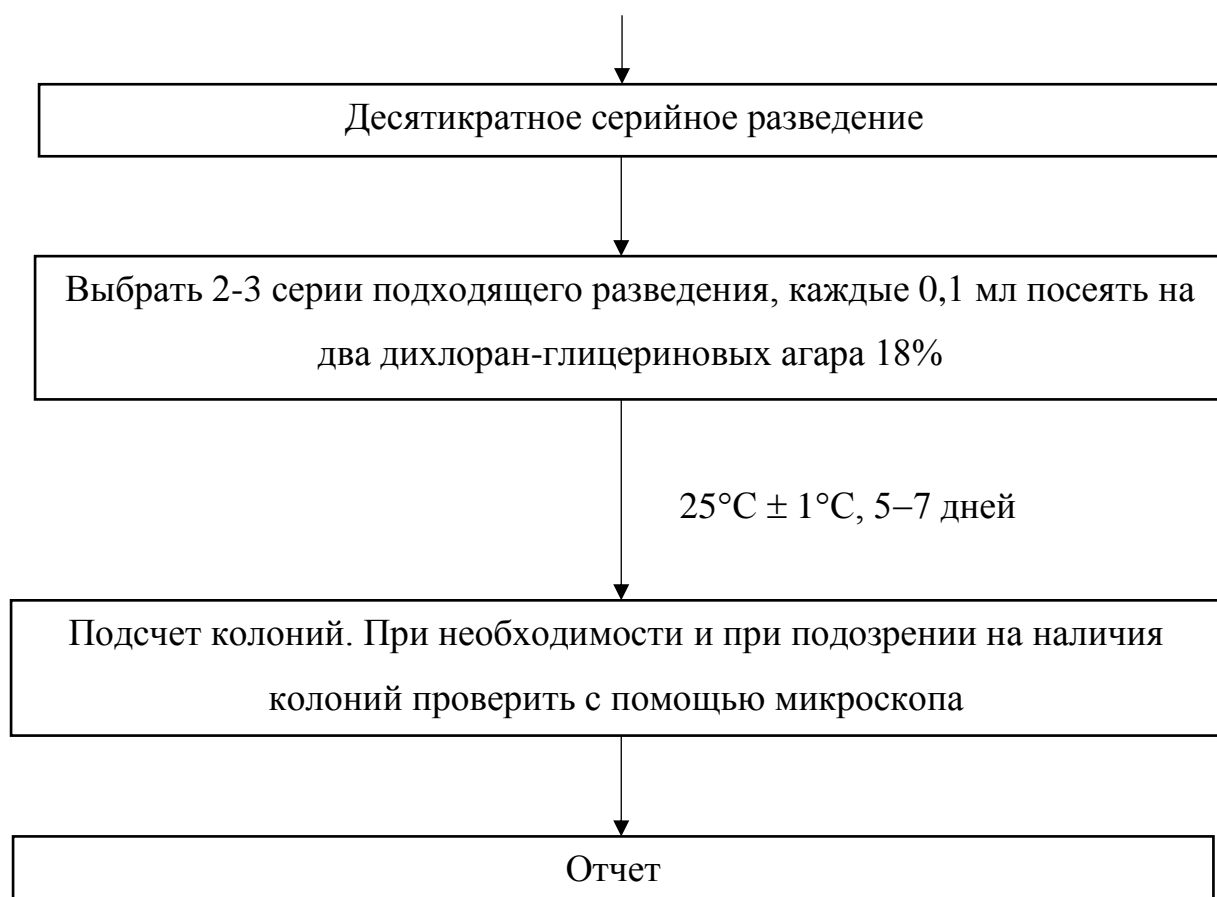 Десятикратное серийное разведение
Выбрать 2-3 серии подходящего разведения, каждые 0,1 мл посеять на
два дихлоран-глицериновых агара 18%
25°C ± 1°C, 5−7 дней
Подсчет колоний. При необходимости и при подозрении на наличия
колоний проверить с помощью микроскопа
Отчет